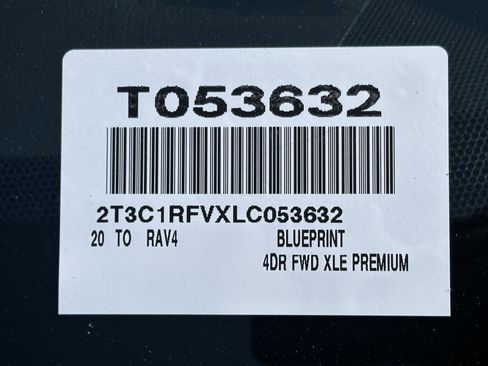 T053632
2T3C1RFVXLC053632
20 TO RAV4 BLUEPRINT
4DR FWD XLE PREMIUM